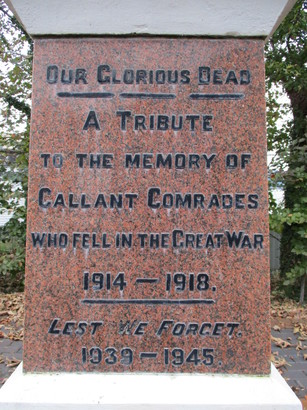 OUR GLORIOUS DEAD
A TRIBUTE
TO THE MEMORY OF
GALLANT COMRADES
WHO FELL IN THE GREAT WAR
1914 — 1918.
LEST WE FORGET.
1939 — 1945.